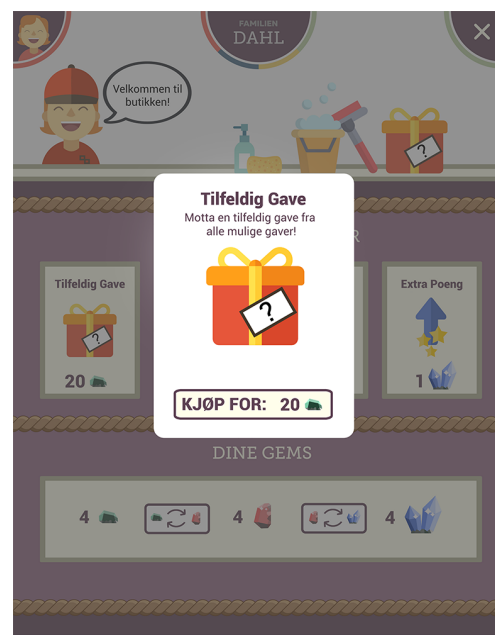 FAMILIEN
DAHL
Velkommen til
butikken!
?
Tilfeldig Gave
Motta en tilfeldig gave fra
alle mulige gaver!
R
Tilfeldig Gave
?
20
?
Extra Poeng
1
KJØP FOR: 20
DINE GEMS
4
4
4